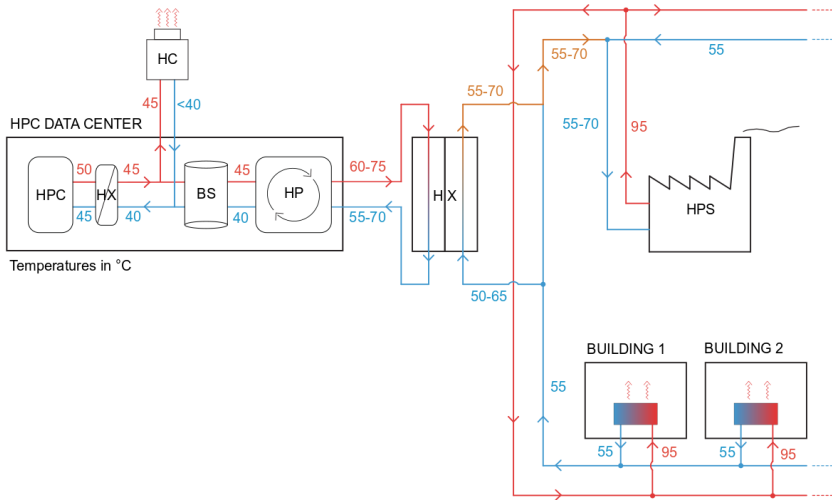 HC
45
<40
HPC DATA CENTER
HPC
50
45
HX
45
40
BS
45
40
HP
60-75
55-70
Temperatures in °C
HX
55-70
50-65
55-70
55
55-70
95
HPS
55
BUILDING 1
55
95
BUILDING 2
55
95